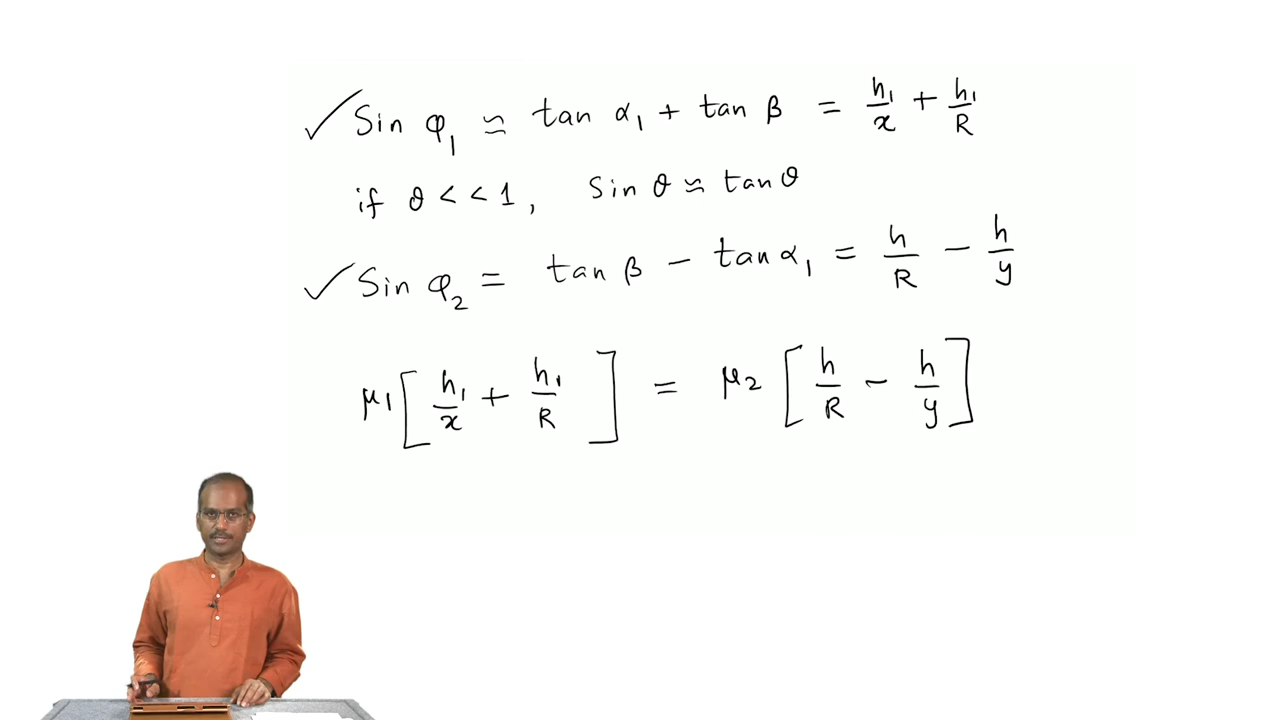 ✓ Sin φ₁ ≈ tan α₁ + tan β = h₁/x + h₁/R
if θ << 1, Sin θ ≈ tan θ
✓ Sin φ₂ = tan β - tan α₁ = h/R - h/y
μ₁ [h₁/x + h₁/R] = μ₂ [h/R - h/y]